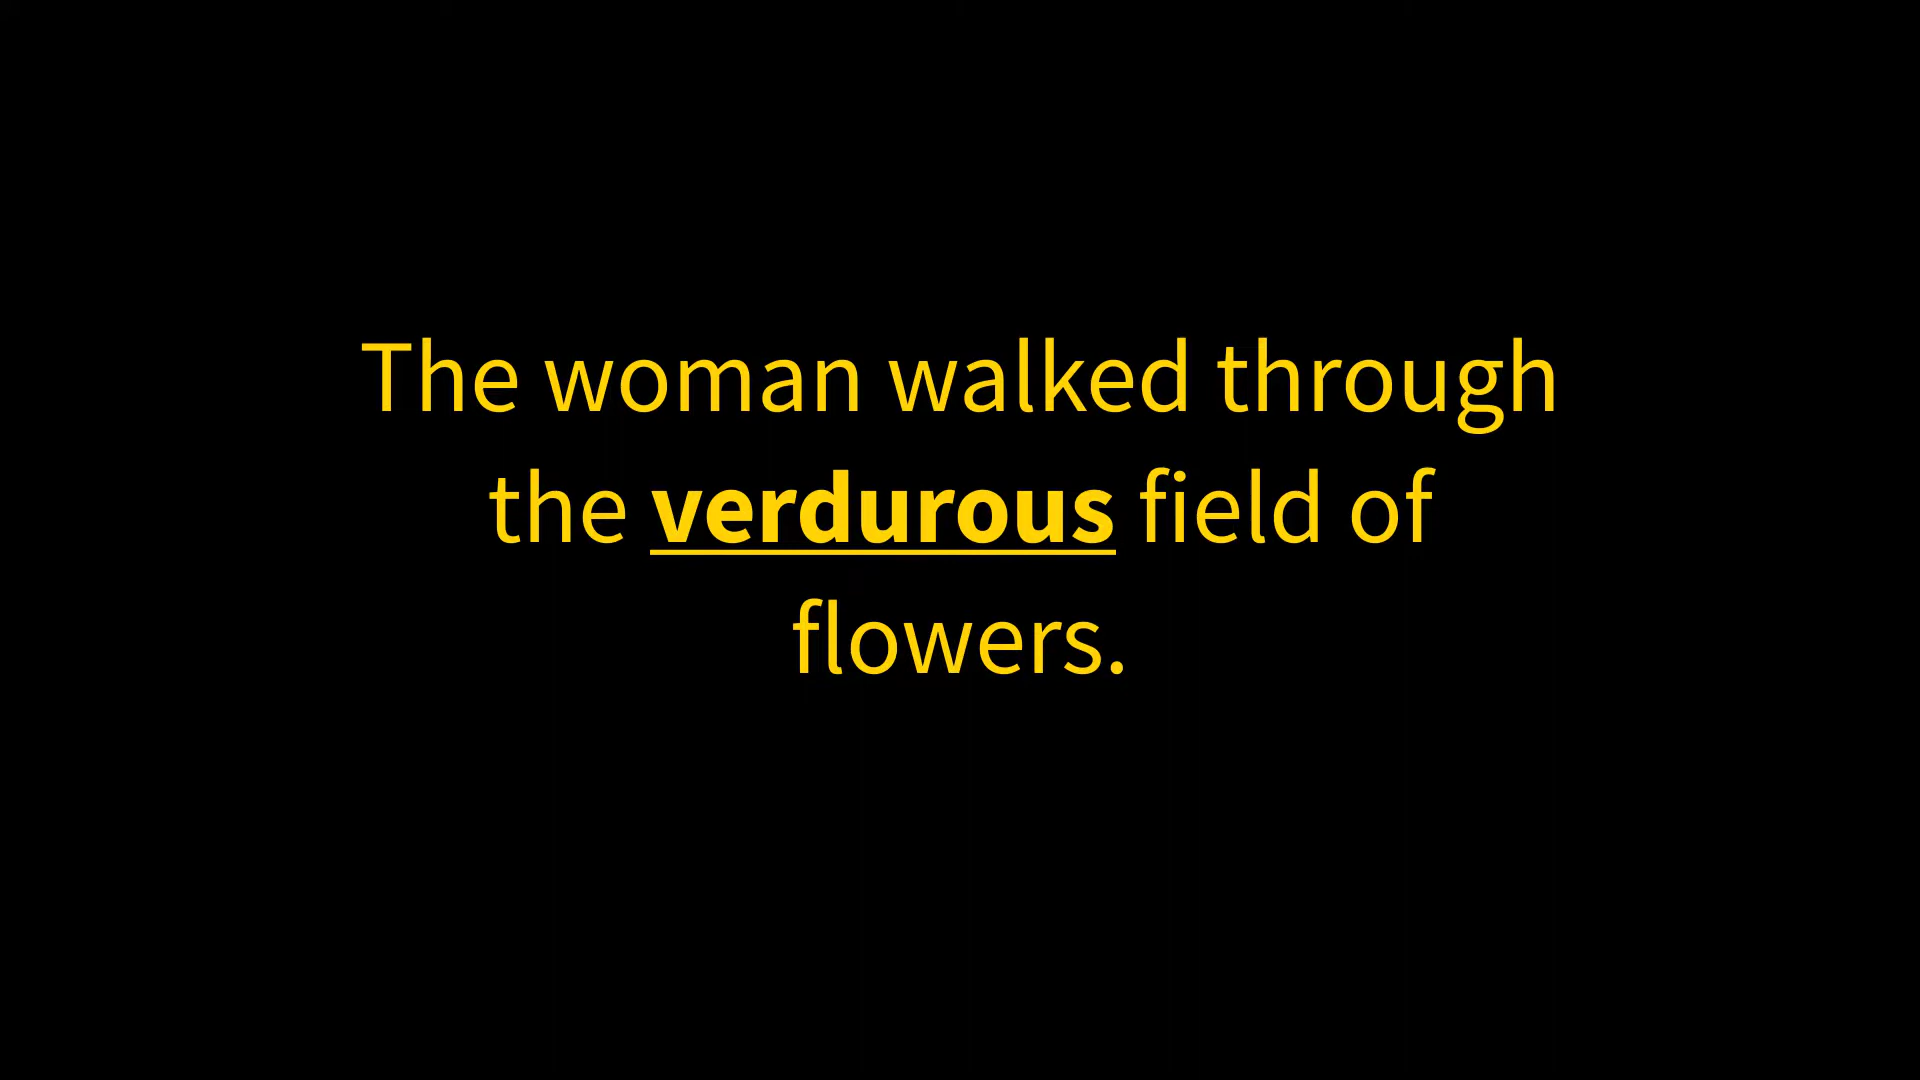 The woman walked through
the verdurous field of
flowers.